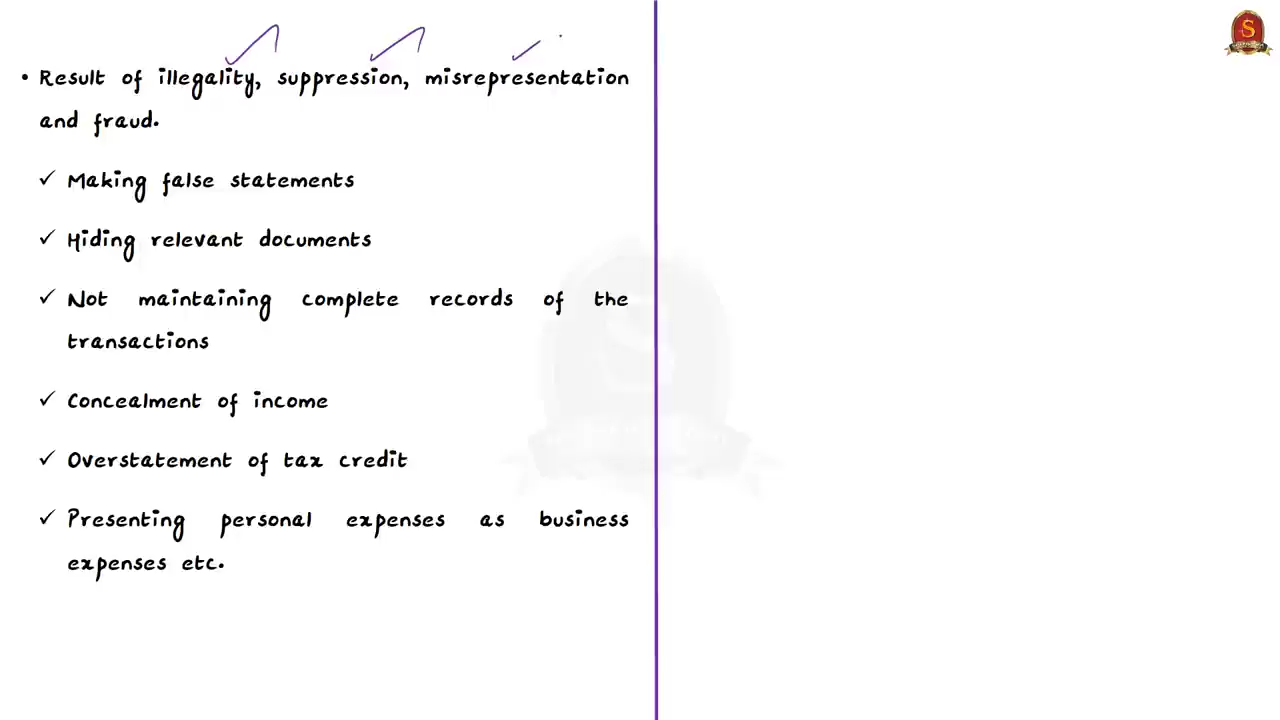 • Result of illegality, suppression, misrepresentation
and fraud.
✓ Making false statements
✓ Hiding relevant documents
✓ Not maintaining complete records of the
transactions
✓ Concealment of income
✓ Overstatement of tax credit
✓ Presenting personal expenses as business
expenses etc.
S